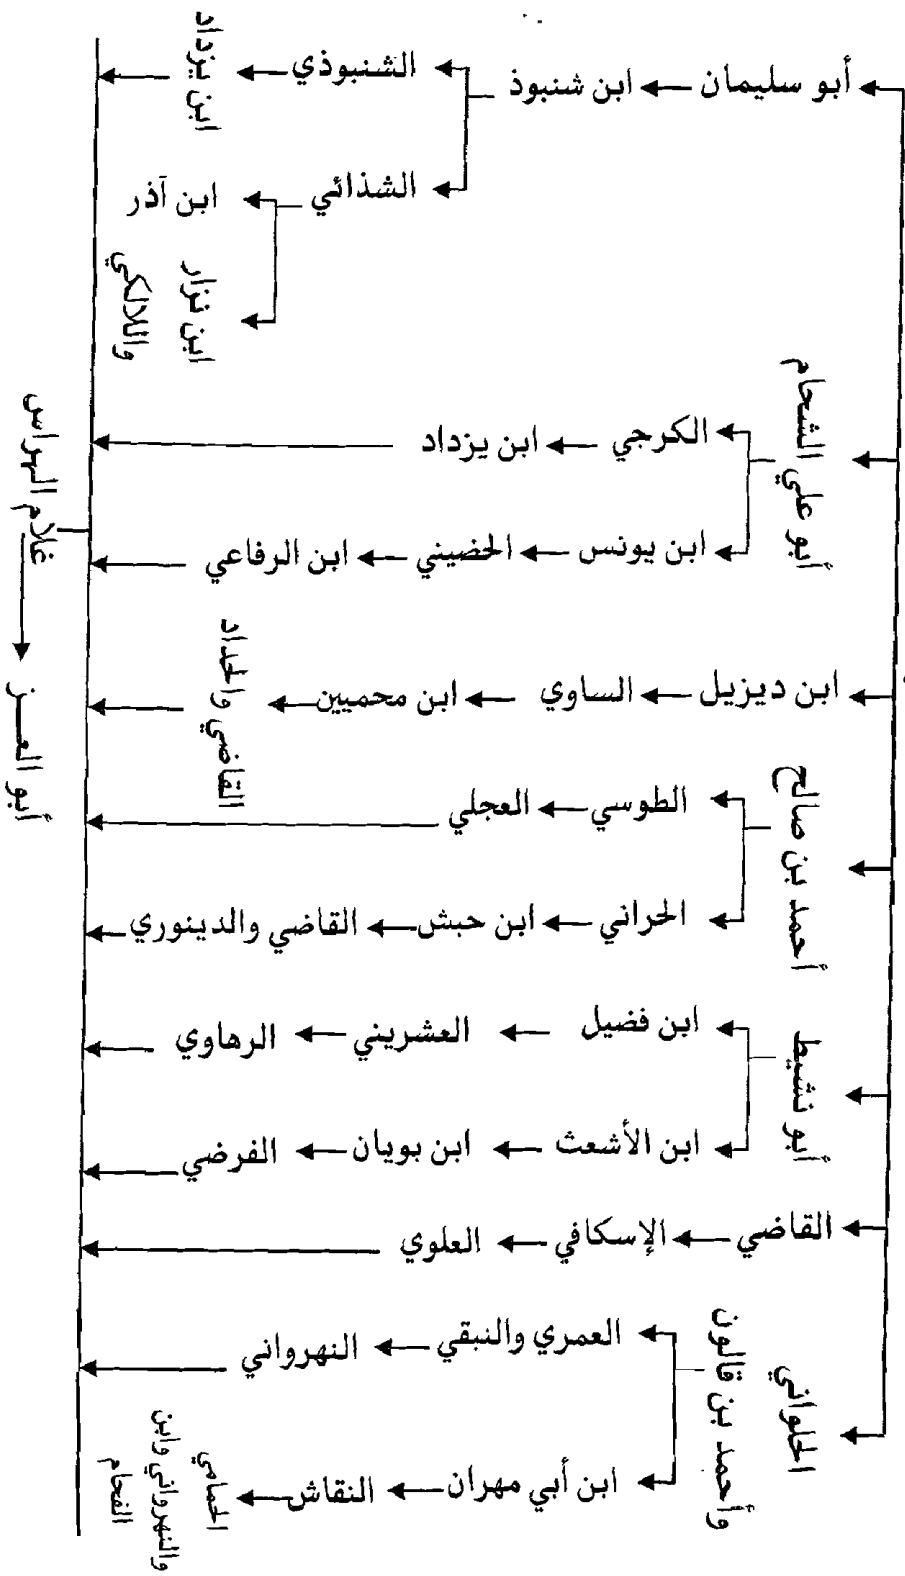 أبو سليمان ابن شنبوذ الشنبوذي ابن يزداد
الشذائي ابن آذر
ابن نزار
واللالكي
أبو علي الشحام
الكرجي ابن يزداد
ابن يونس الحضيني ابن الرفاعي
ابن ديزيل الساوي ابن محميين القاضي والحداد
أحمد بن صالح
الطوسي العجلي
الحراني ابن حبش القاضي والدينوري
أبو نشيط
ابن فضيل العشريني الرهاوي
ابن الأشعث ابن بويان الفرضي
القاضي الإسكافي العلوي
الحلواني
وأحمد بن قالون
العمري والنبقي النهرواني
ابن أبي مهران النقاش الحمامي
والنهرواني وابن
الفحام
غلام الهراس أبو العـز